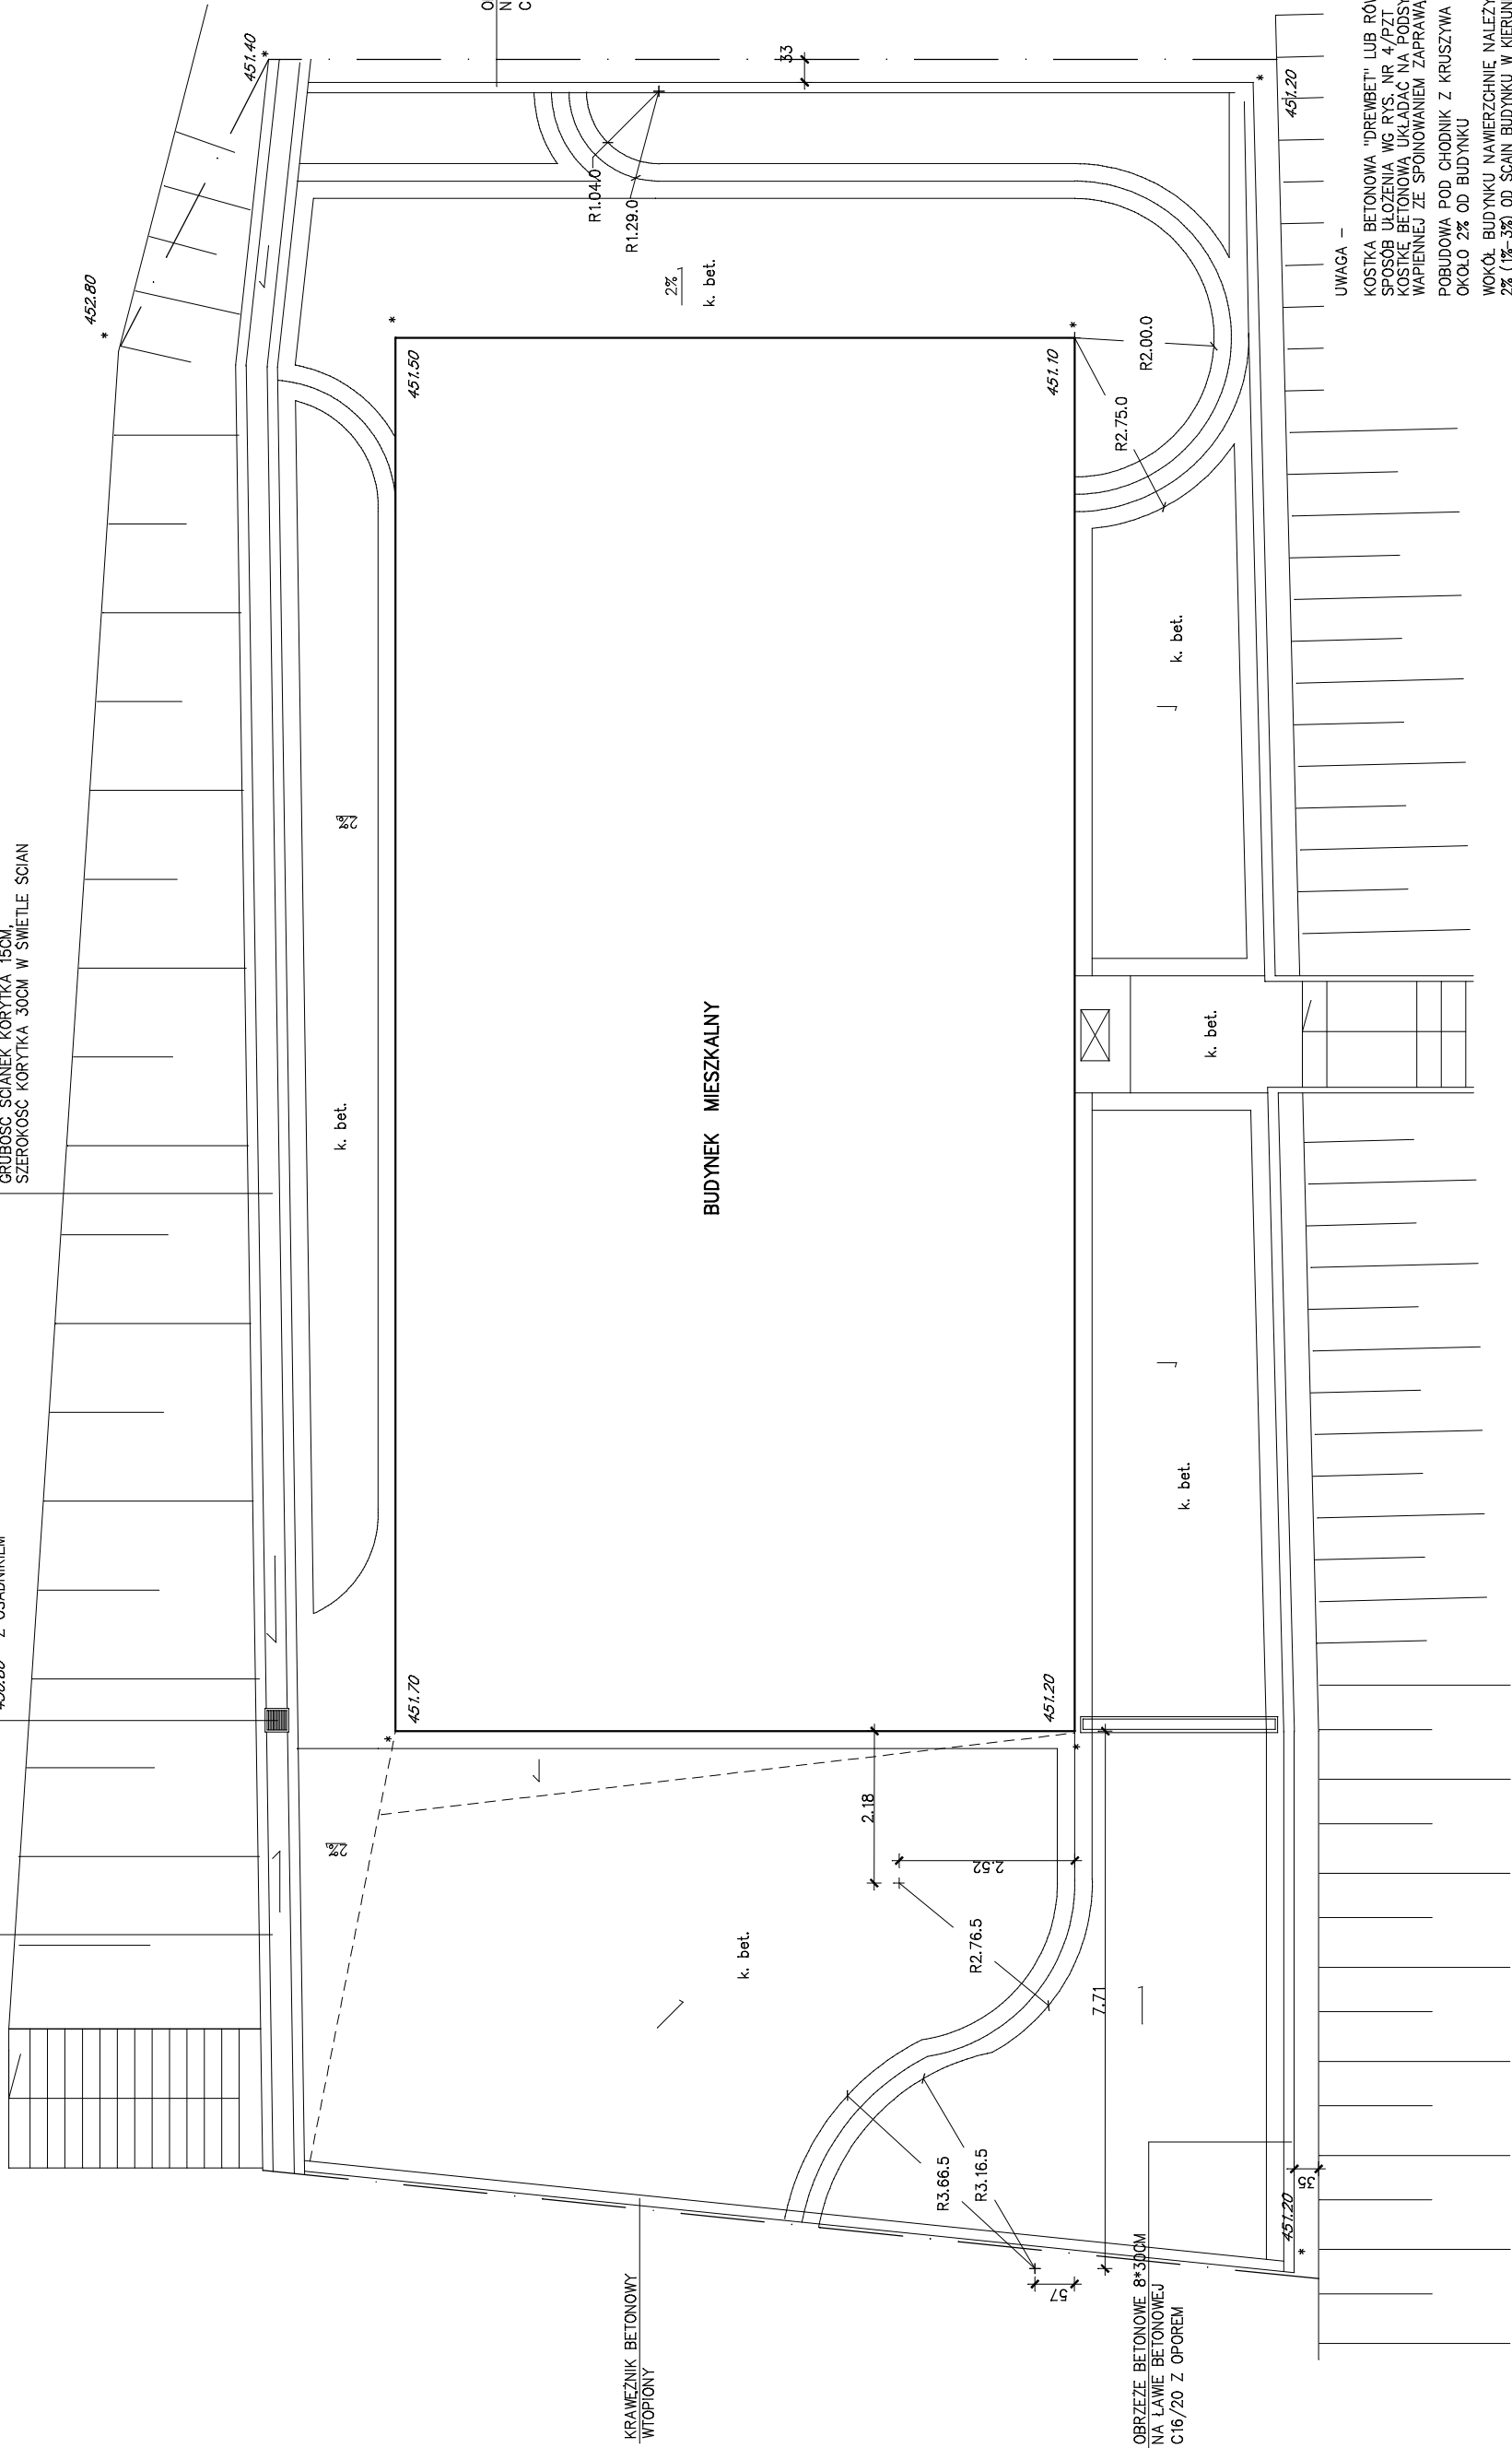 GRUBOŚĆ ŚCIANEK KORYTKA 15CM,
SZEROKOŚĆ KORYTKA 30CM W ŚWIETLE ŚCIAN
Z OSADNIKIEM
452.80
451.40
33
451.20
R1.04.0
R1.29.0
2%
k. bet.
451.50
451.10
R2.00.0
R2.75.0
k. bet.
2%
k. bet.
BUDYNEK MIESZKALNY
k. bet.
k. bet.
451.70
451.20
2%
2.18
2.52
k. bet.
R2.76.5
7.71
R3.66.5
R3.16.5
57
35
451.20
KRAWĘŻNIK BETONOWY
WTOPIONY
OBRZEŻE BETONOWE 8*30CM
NA ŁAWIE BETONOWEJ
C16/20 Z OPOREM
O
N
C
UWAGA –
KOSTKA BETONOWA "DREWBET" LUB
SPOSÓB UŁOŻENIA WG RYS. NR 4/PZT
KOSTKĘ BETONOWĄ UKŁADAĆ NA
WAPIENNEJ ZE SPOINOWANIEM ZAPRAWĄ
POBUDOWA POD CHODNIK Z KRUSZYWA
OKOŁO 2% OD BUDYNKU
WOKÓŁ BUDYNKU NAWIERZCHNIĘ NALEŻY
2% (1%-3%) OD ŚCAIN BUDYNKU W